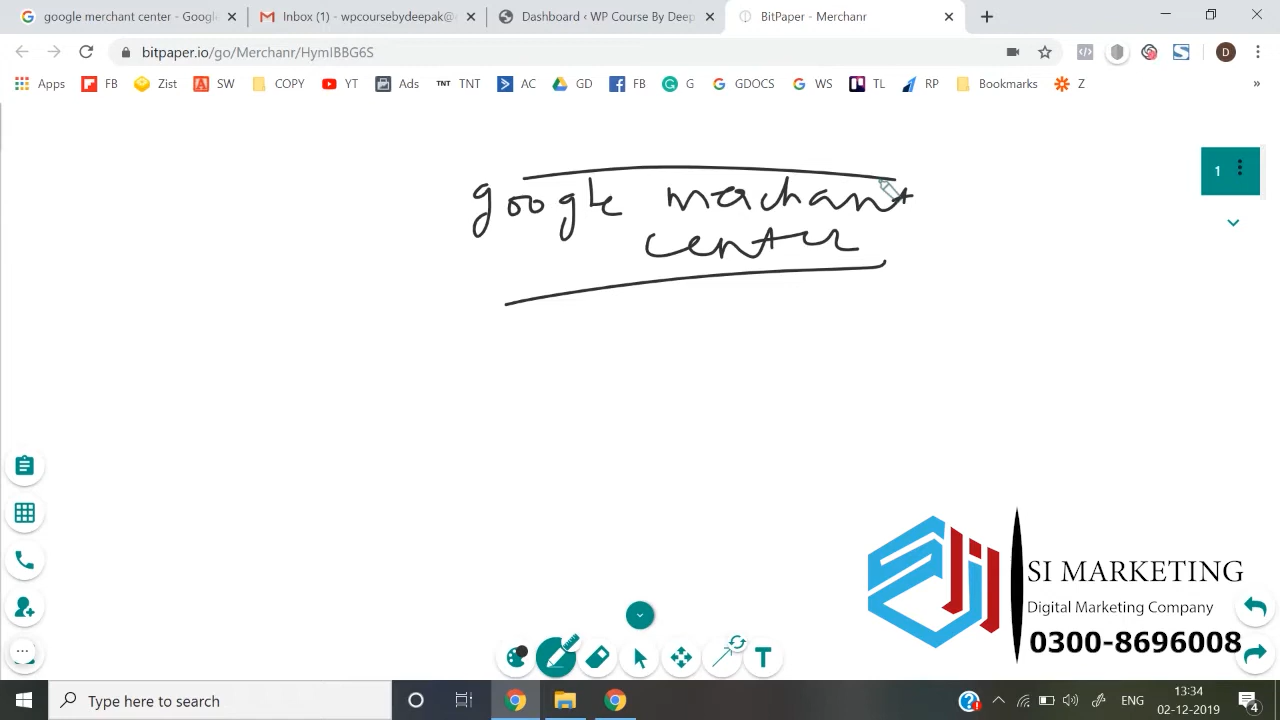 google merchant center - Google
Inbox (1) - wpcoursebydeepak@
Dashboard ‹ WP Course By Deep
BitPaper - Merchanr
bitpaper.io/go/Merchanr/HymIBBG6S
D
Apps FB Zist SW COPY YT Ads TNT TNT AC GD FB G GDOCS WS TL RP Bookmarks Z »
1
google merchant
center
SI MARKETING
Digital Marketing Company
0300-8696008
T
Type here to search
ENG
13:34
02-12-2019
4